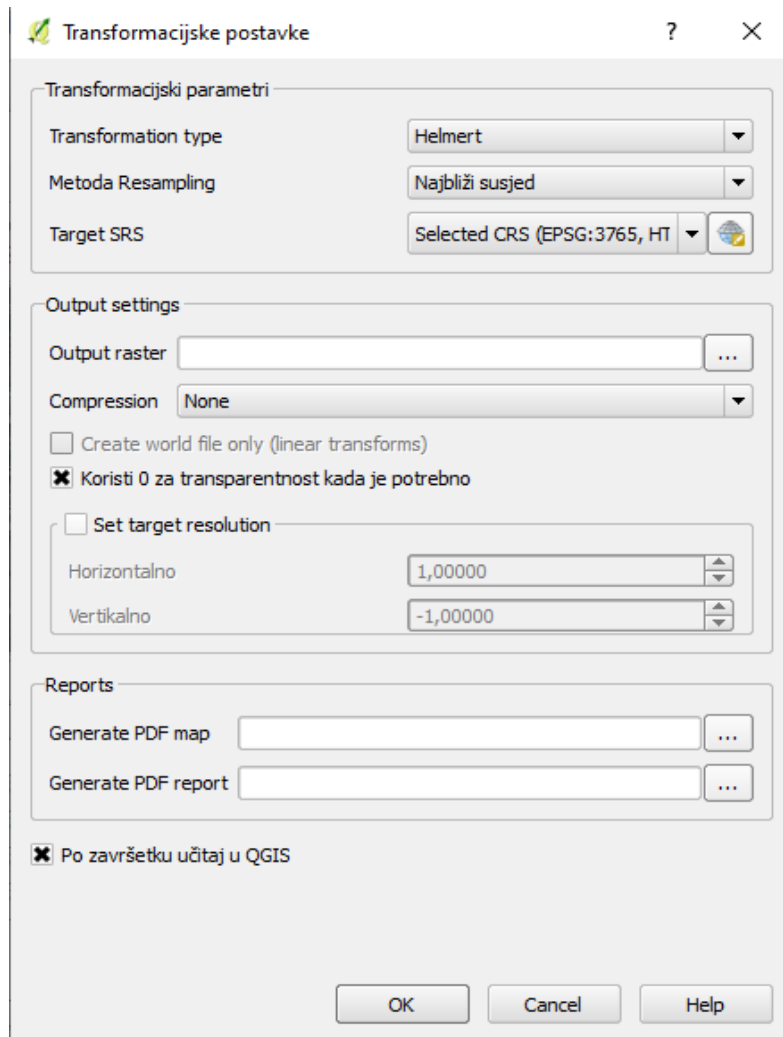 Transformacijske postavke ?
Transformacijski parametri
Transformation type Helmert
Metoda Resampling Najbliži susjed
Target SRS Selected CRS (EPSG:3765, HT
Output settings
Output raster ...
Compression None
Create world file only (linear transforms)
Koristi 0 za transparentnost kada je potrebno
Set target resolution
Horizontalno 1,00000
Vertikalno -1,00000
Reports
Generate PDF map ...
Generate PDF report ...
Po završetku učitaj u QGIS
OK Cancel Help